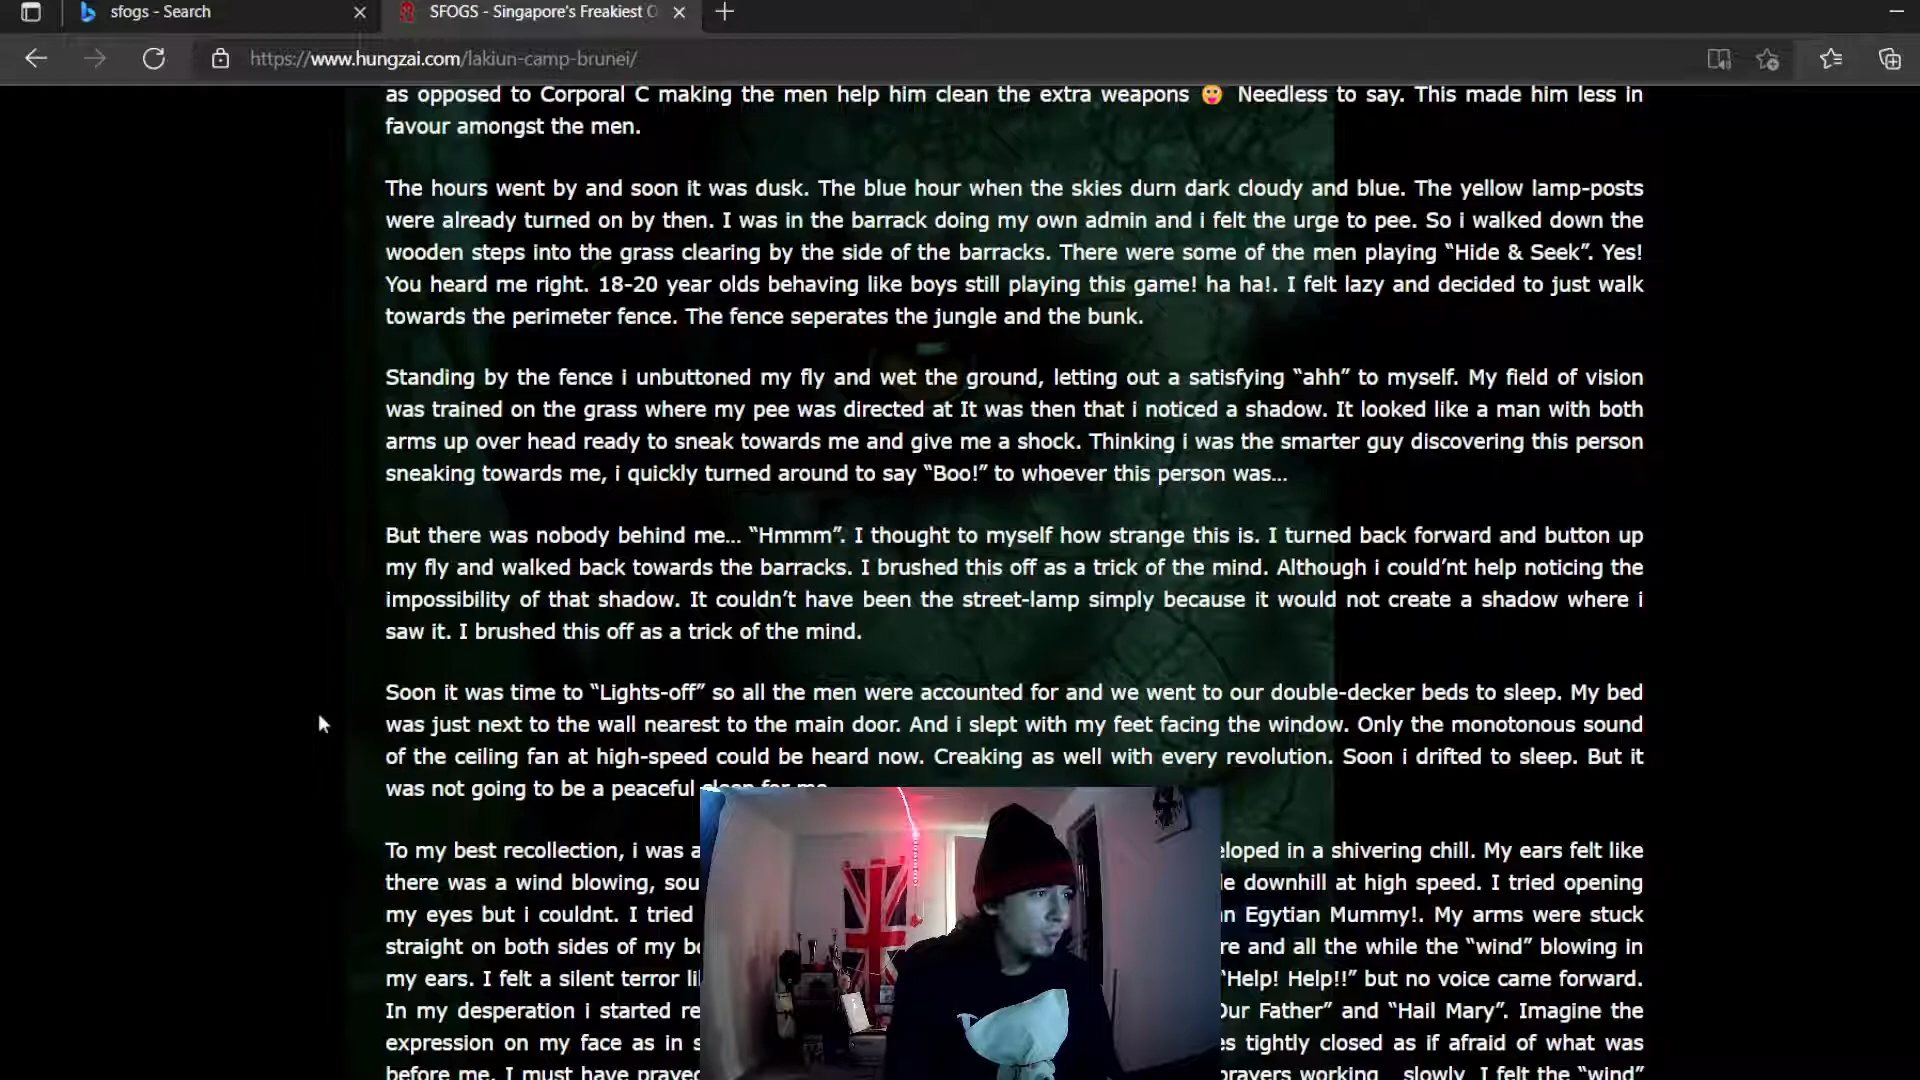 sfogs - Search
SFOGS - Singapore's Freakiest
https://www.hungzai.com/lakiun-camp-brunei/
as opposed to Corporal C making the men help him clean the extra weapons 😛 Needless to say. This made him less in
favour amongst the men.
The hours went by and soon it was dusk. The blue hour when the skies durn dark cloudy and blue. The yellow lamp-posts
were already turned on by then. I was in the barrack doing my own admin and i felt the urge to pee. So i walked down the
wooden steps into the grass clearing by the side of the barracks. There were some of the men playing “Hide & Seek”. Yes!
You heard me right. 18-20 year olds behaving like boys still playing this game! ha ha!. I felt lazy and decided to just walk
towards the perimeter fence. The fence seperates the jungle and the bunk.
Standing by the fence i unbuttoned my fly and wet the ground, letting out a satisfying “ahh” to myself. My field of vision
was trained on the grass where my pee was directed at It was then that i noticed a shadow. It looked like a man with both
arms up over head ready to sneak towards me and give me a shock. Thinking i was the smarter guy discovering this person
sneaking towards me, i quickly turned around to say “Boo!” to whoever this person was…
But there was nobody behind me… “Hmmm”. I thought to myself how strange this is. I turned back forward and button up
my fly and walked back towards the barracks. I brushed this off as a trick of the mind. Although i could’nt help noticing the
impossibility of that shadow. It couldn’t have been the street-lamp simply because it would not create a shadow where i
saw it. I brushed this off as a trick of the mind.
Soon it was time to “Lights-off” so all the men were accounted for and we went to our double-decker beds to sleep. My bed
was just next to the wall nearest to the main door. And i slept with my feet facing the window. Only the monotonous sound
of the ceiling fan at high-speed could be heard now. Creaking as well with every revolution. Soon i drifted to sleep. But it
was not going to be a peaceful sleep for me
To my best recollection, i was a eloped in a shivering chill. My ears felt like
there was a wind blowing, sou e downhill at high speed. I tried opening
my eyes but i couldnt. I tried an Egytian Mummy!. My arms were stuck
straight on both sides of my b re and all the while the “wind” blowing in
my ears. I felt a silent terror li “Help! Help!!” but no voice came forward.
In my desperation i started re Our Father” and “Hail Mary”. Imagine the
expression on my face as in s es tightly closed as if afraid of what was
before me. I must have prayed prayers working slowly. I felt the “wind”